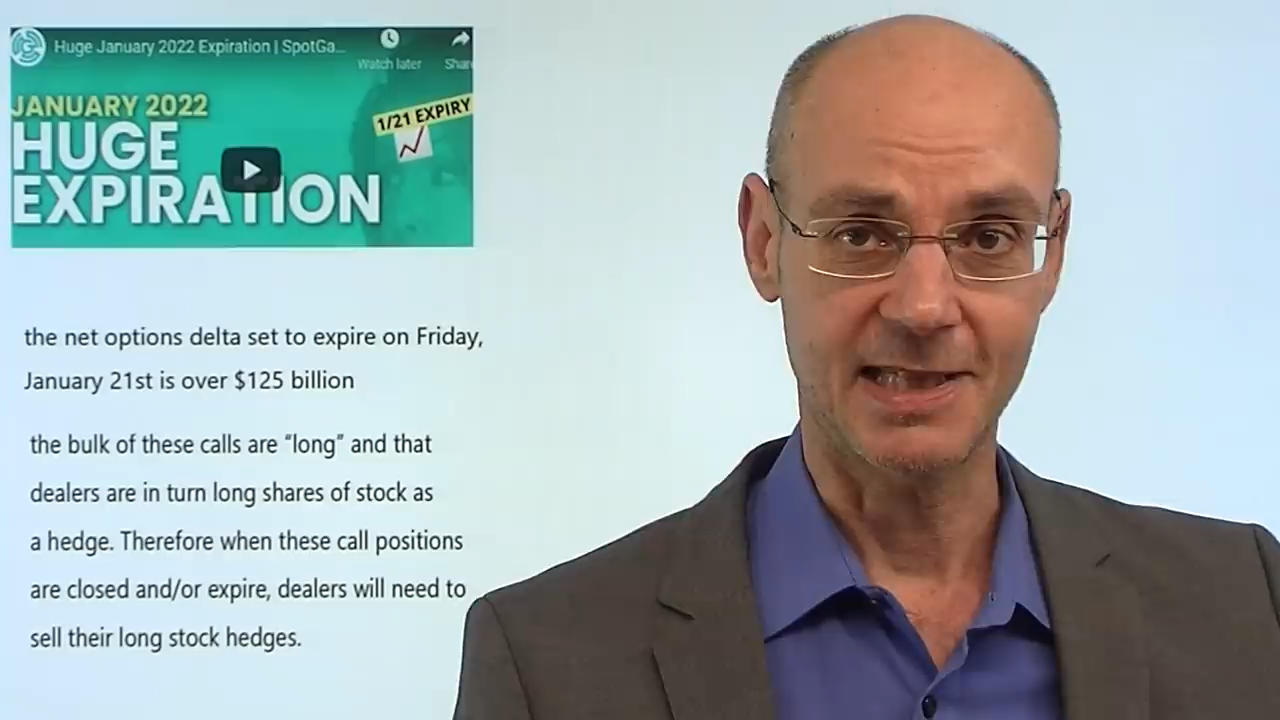 Huge January 2022 Expiration | SpotGa...
Watch later
Share
JANUARY 2022
HUGE
EXPIRATION
1/21 EXPIRY
the net options delta set to expire on Friday,
January 21st is over $125 billion
the bulk of these calls are “long” and that
dealers are in turn long shares of stock as
a hedge. Therefore when these call positions
are closed and/or expire, dealers will need to
sell their long stock hedges.